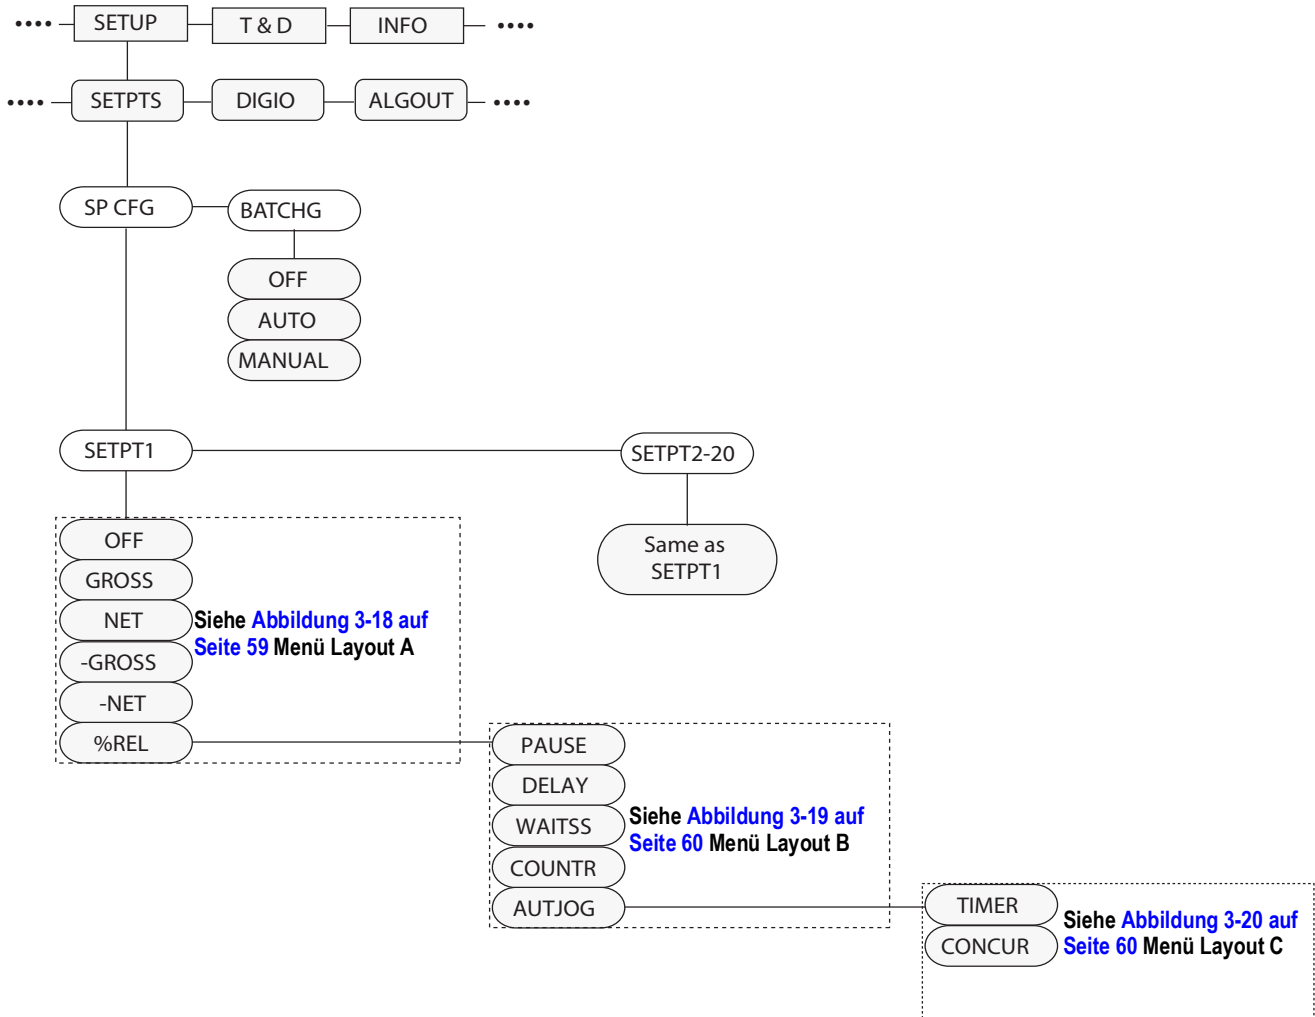 •••• SETUP T & D INFO ••••
•••• SETPTS DIGIO ALGOUT ••••
SP CFG BATCHG
OFF
AUTO
MANUAL
SETPT1 SETPT2-20
Same as
SETPT1
OFF
GROSS
NET
-GROSS
-NET
%REL
Siehe Abbildung 3-18 auf
Seite 59 Menü Layout A
PAUSE
DELAY
WAITSS
COUNTR
AUTJOG
Siehe Abbildung 3-19 auf
Seite 60 Menü Layout B
TIMER
CONCUR
Siehe Abbildung 3-20 auf
Seite 60 Menü Layout C